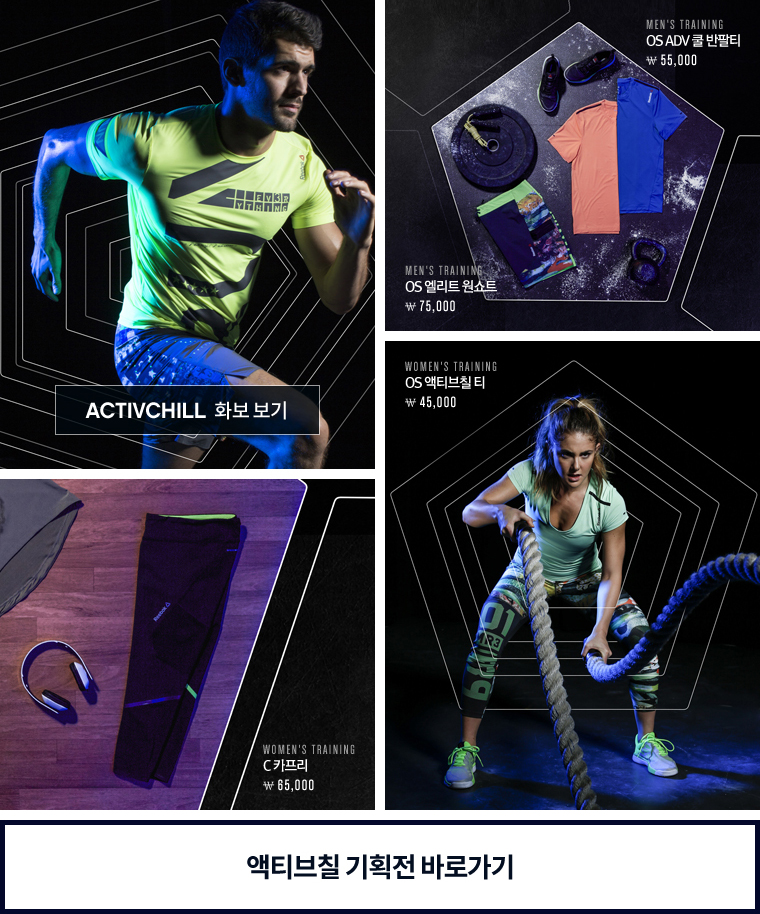 ACTIVCHILL 화보 보기
MEN'S TRAINING
OS ADV 쿨 반팔티
₩ 55,000
MEN'S TRAINING
OS 엘리트 원쇼트
₩ 75,000
WOMEN'S TRAINING
OS 액티브칠 티
₩ 45,000
Reebok
WOMEN'S TRAINING
C 카프리
₩ 65,000
액티브칠 기획전 바로가기